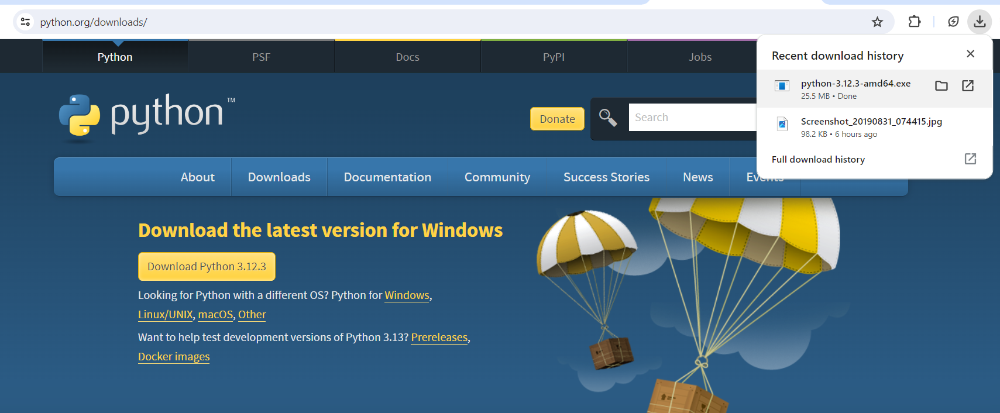 python.org/downloads/
Python
PSF
Docs
PyPI
Jobs
Recent download history
python-3.12.3-amd64.exe
25.5 MB • Done
Screenshot_20190831_074415.jpg
98.2 KB • 6 hours ago
Full download history
python™
Donate
Search
About
Downloads
Documentation
Community
Success Stories
News
Events
Download the latest version for Windows
Download Python 3.12.3
Looking for Python with a different OS? Python for Windows,
Linux/UNIX, macOS, Other
Want to help test development versions of Python 3.13? Prereleases,
Docker images